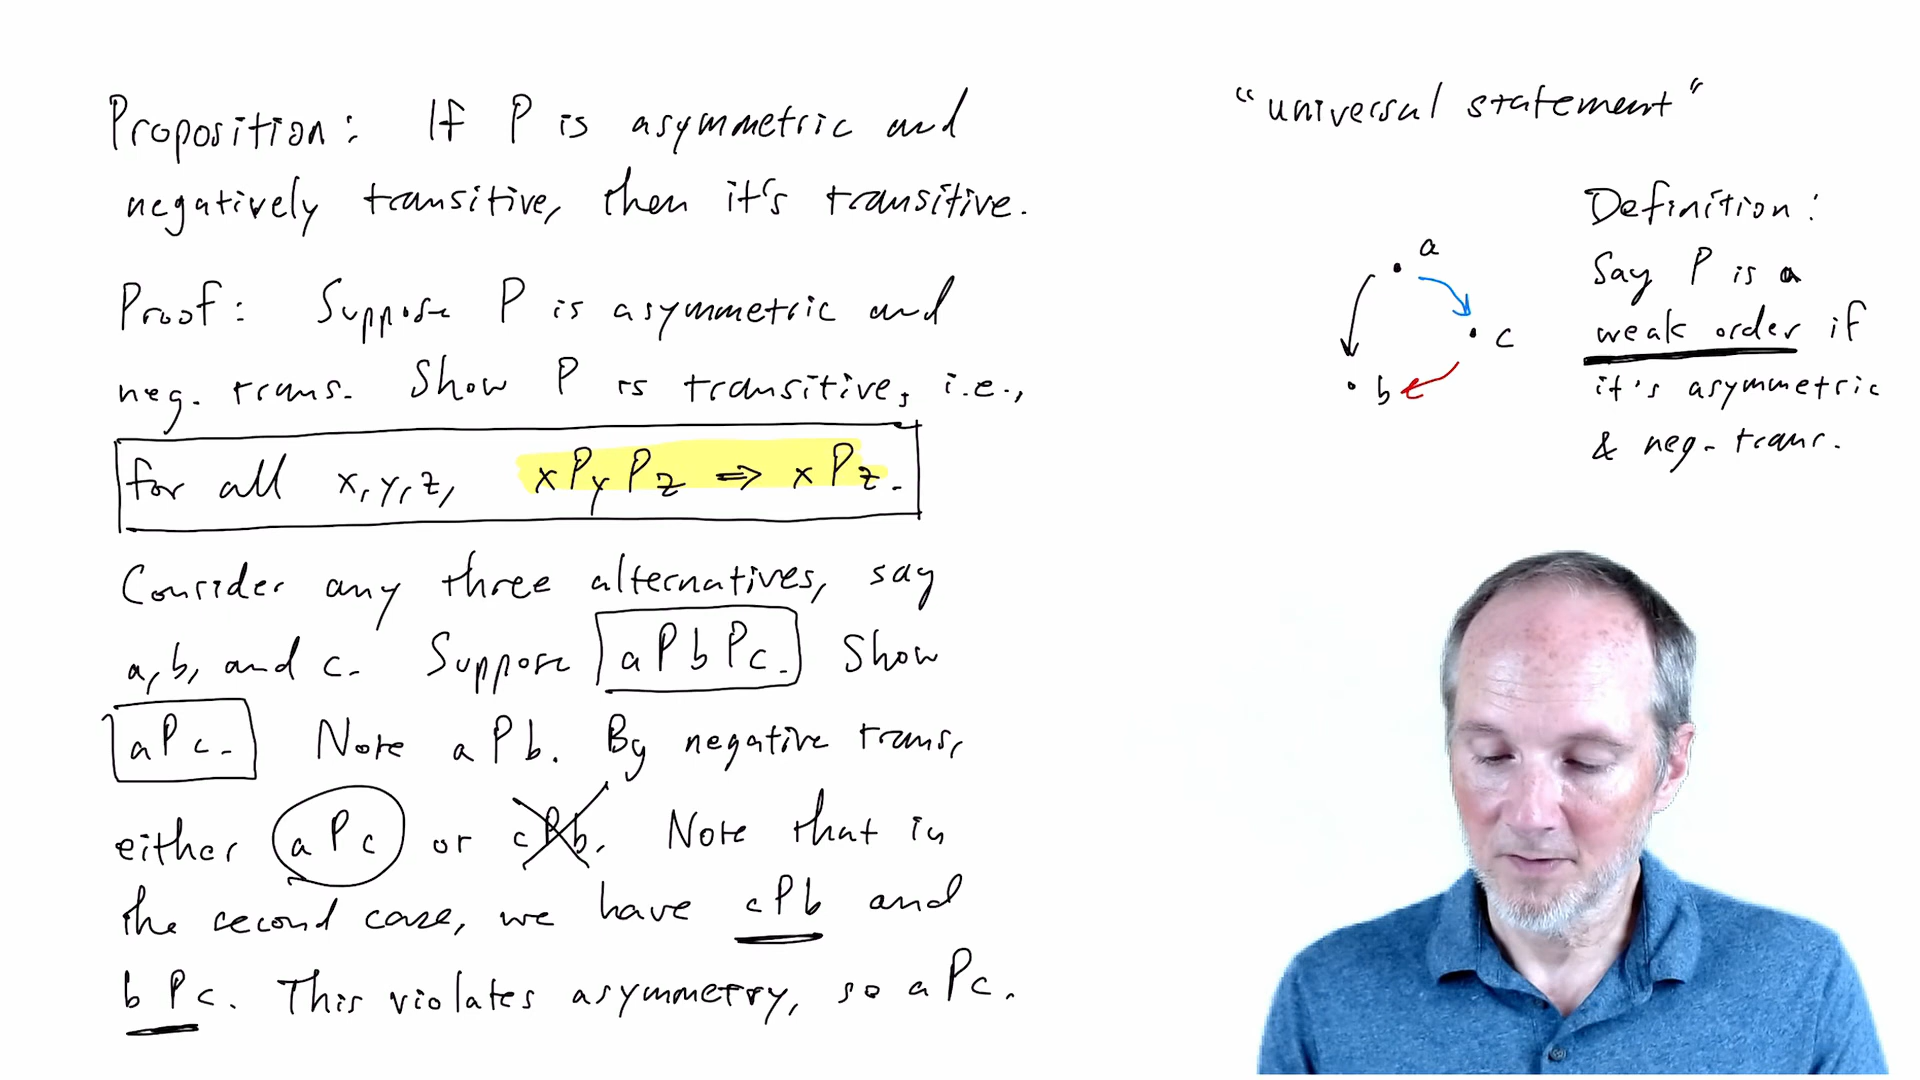 Proposition: If P is asymmetric and
negatively transitive, then it's transitive.
Proof: Suppose P is asymmetric and
neg. trans. Show P is transitive, i.e.,
for all x, y, z, xPyPz ⇒ xPz.
Consider any three alternatives, say
a, b, and c. Suppose aPbPc. Show
aPc. Note aPb. By negative trans,
either aPc or cPb. Note that in
the second case, we have cPb and
bPc. This violates asymmetry, so aPc.
"universal statement"
a
c
b
Definition:
Say P is a
weak order if
it's asymmetric
& neg. trans.